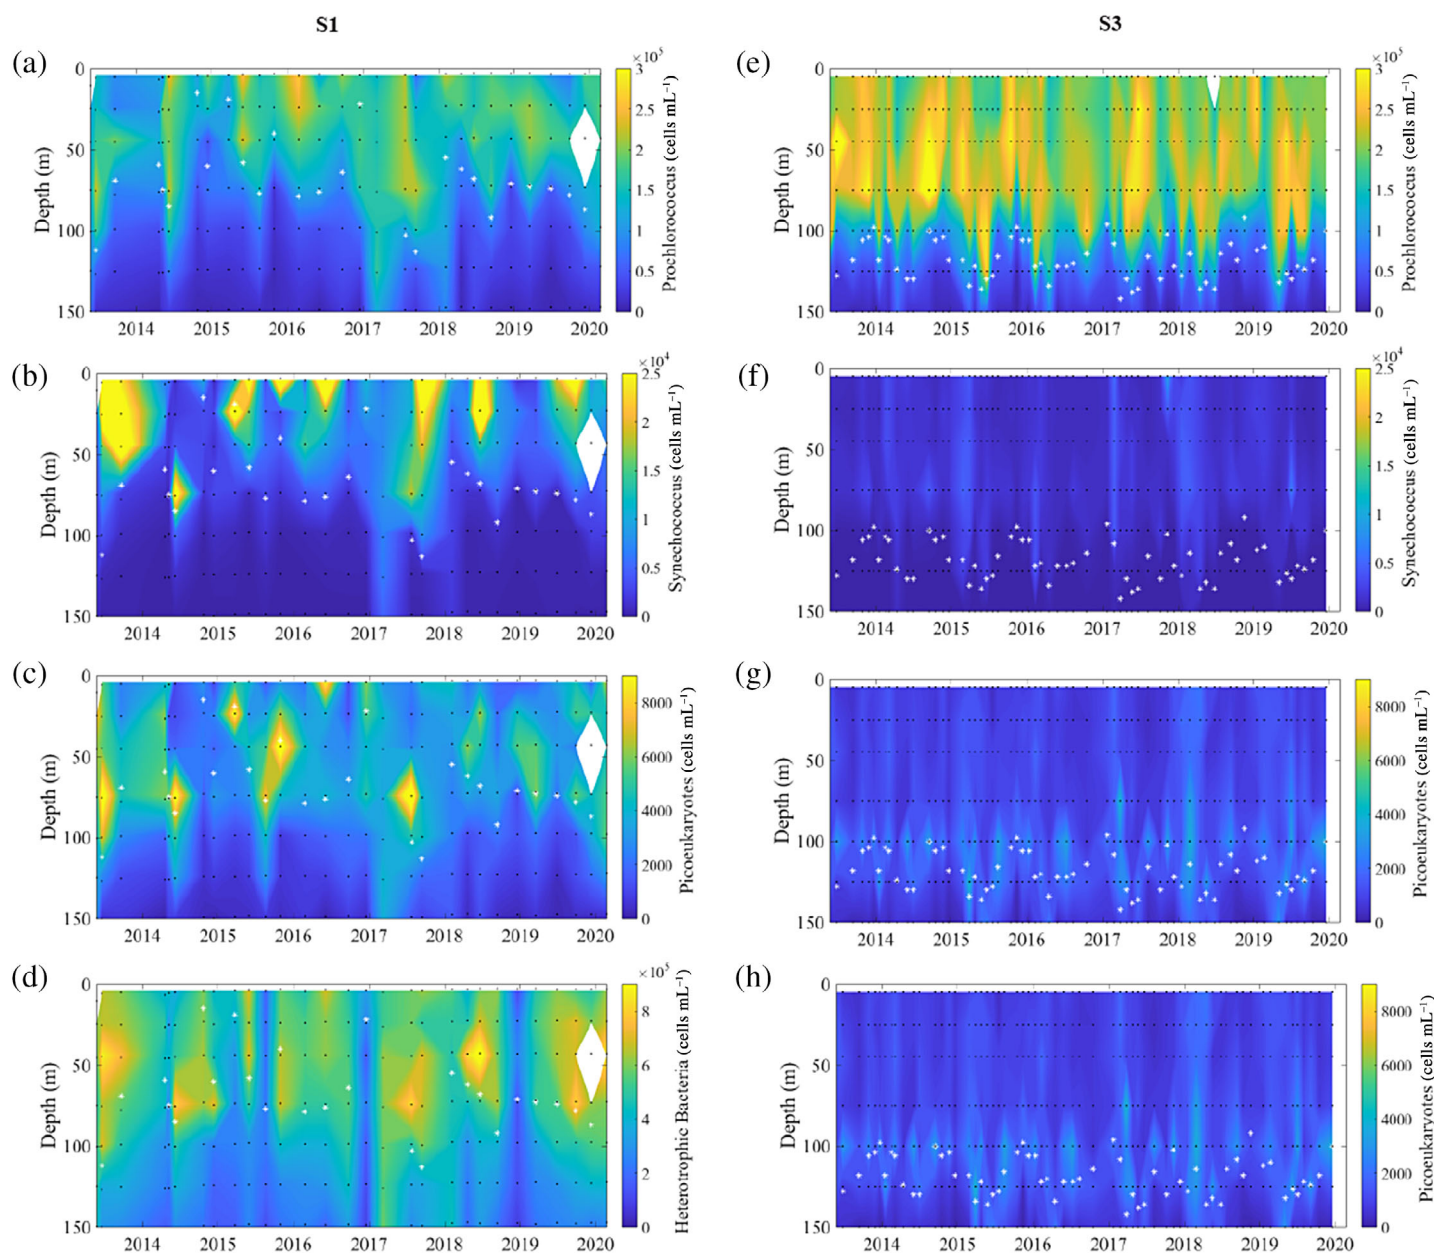 S1
S3
(a)
0
50
100
150
Depth (m)
2014 2015 2016 2017 2018 2019 2020
×10⁵
3
2.5
2
1.5
1
0.5
0
Prochlorococcus (cells mL⁻¹)
(e)
0
50
100
150
Depth (m)
2014 2015 2016 2017 2018 2019 2020
×10⁵
3
2.5
2
1.5
1
0.5
0
Prochlorococcus (cells mL⁻¹)
(b)
0
50
100
150
Depth (m)
2014 2015 2016 2017 2018 2019 2020
×10⁴
2.5
2
1.5
1
0.5
0
Synechococcus (cells mL⁻¹)
(f)
0
50
100
150
Depth (m)
2014 2015 2016 2017 2018 2019 2020
×10⁴
2.5
2
1.5
1
0.5
0
Synechococcus (cells mL⁻¹)
(c)
0
50
100
150
Depth (m)
2014 2015 2016 2017 2018 2019 2020
8000
6000
4000
2000
0
Picoeukaryotes (cells mL⁻¹)
(g)
0
50
100
150
Depth (m)
2014 2015 2016 2017 2018 2019 2020
8000
6000
4000
2000
0
Picoeukaryotes (cells mL⁻¹)
(d)
0
50
100
150
Depth (m)
2014 2015 2016 2017 2018 2019 2020
×10⁵
8
6
4
2
0
Heterotrophic Bacteria (cells mL⁻¹)
(h)
0
50
100
150
Depth (m)
2014 2015 2016 2017 2018 2019 2020
8000
6000
4000
2000
0
Picoeukaryotes (cells mL⁻¹)